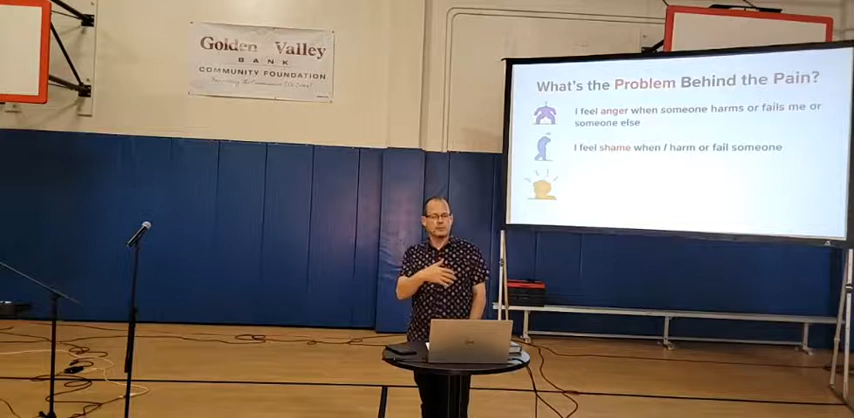 Golden Valley
BANK
COMMUNITY FOUNDATION
What's the Problem Behind the Pain?
I feel anger when someone harms or fails me or
someone else
I feel shame when I harm or fail someone